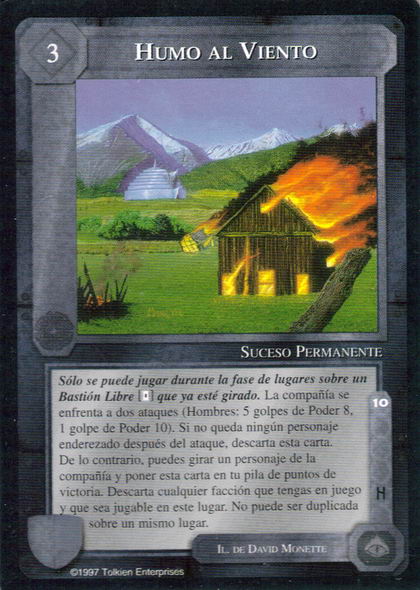 3
HUMO AL VIENTO
SUCESO PERMANENTE
Sólo se puede jugar durante la fase de lugares sobre un
Bastión Libre que ya esté girado. La compañía se
enfrenta a dos ataques (Hombres: 5 golpes de Poder 8,
1 golpe de Poder 10). Si no queda ningún personaje
enderezado después del ataque, descarta esta carta.
De lo contrario, puedes girar un personaje de la
compañía y poner esta carta en tu pila de puntos de
victoria. Descarta cualquier facción que tengas en juego
y que sea jugable en este lugar. No puede ser duplicada
sobre un mismo lugar.
10
IL. DE DAVID MONETTE
©1997 Tolkien Enterprises